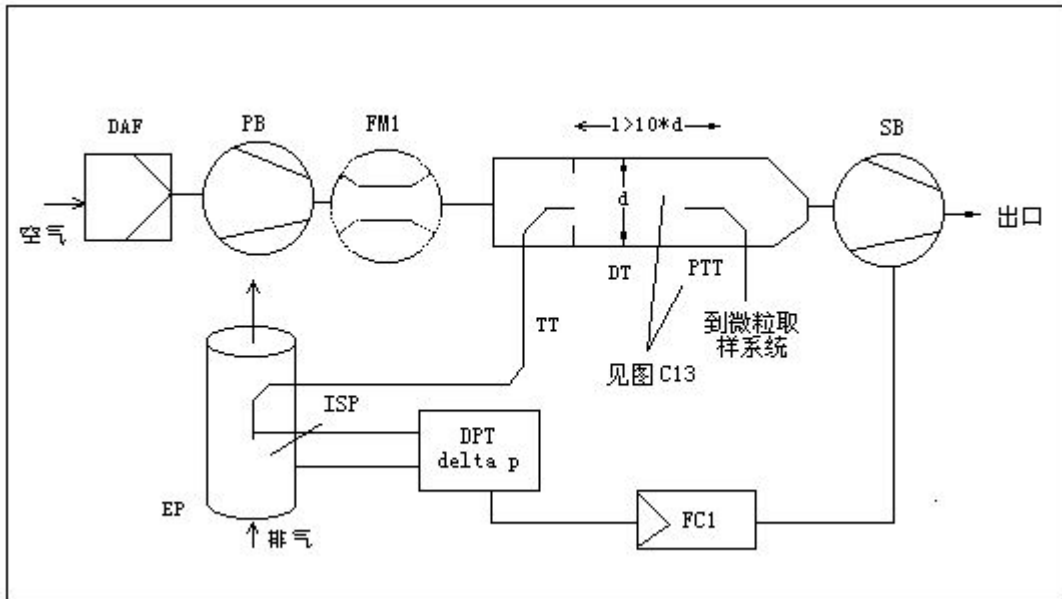 l>10*d
DAF
PB
FM1
SB
d
空气
出口
DT
PTT
TT
到微粒取
样系统
见图 C13
ISP
DPT
delta p
EP
FC1
排气